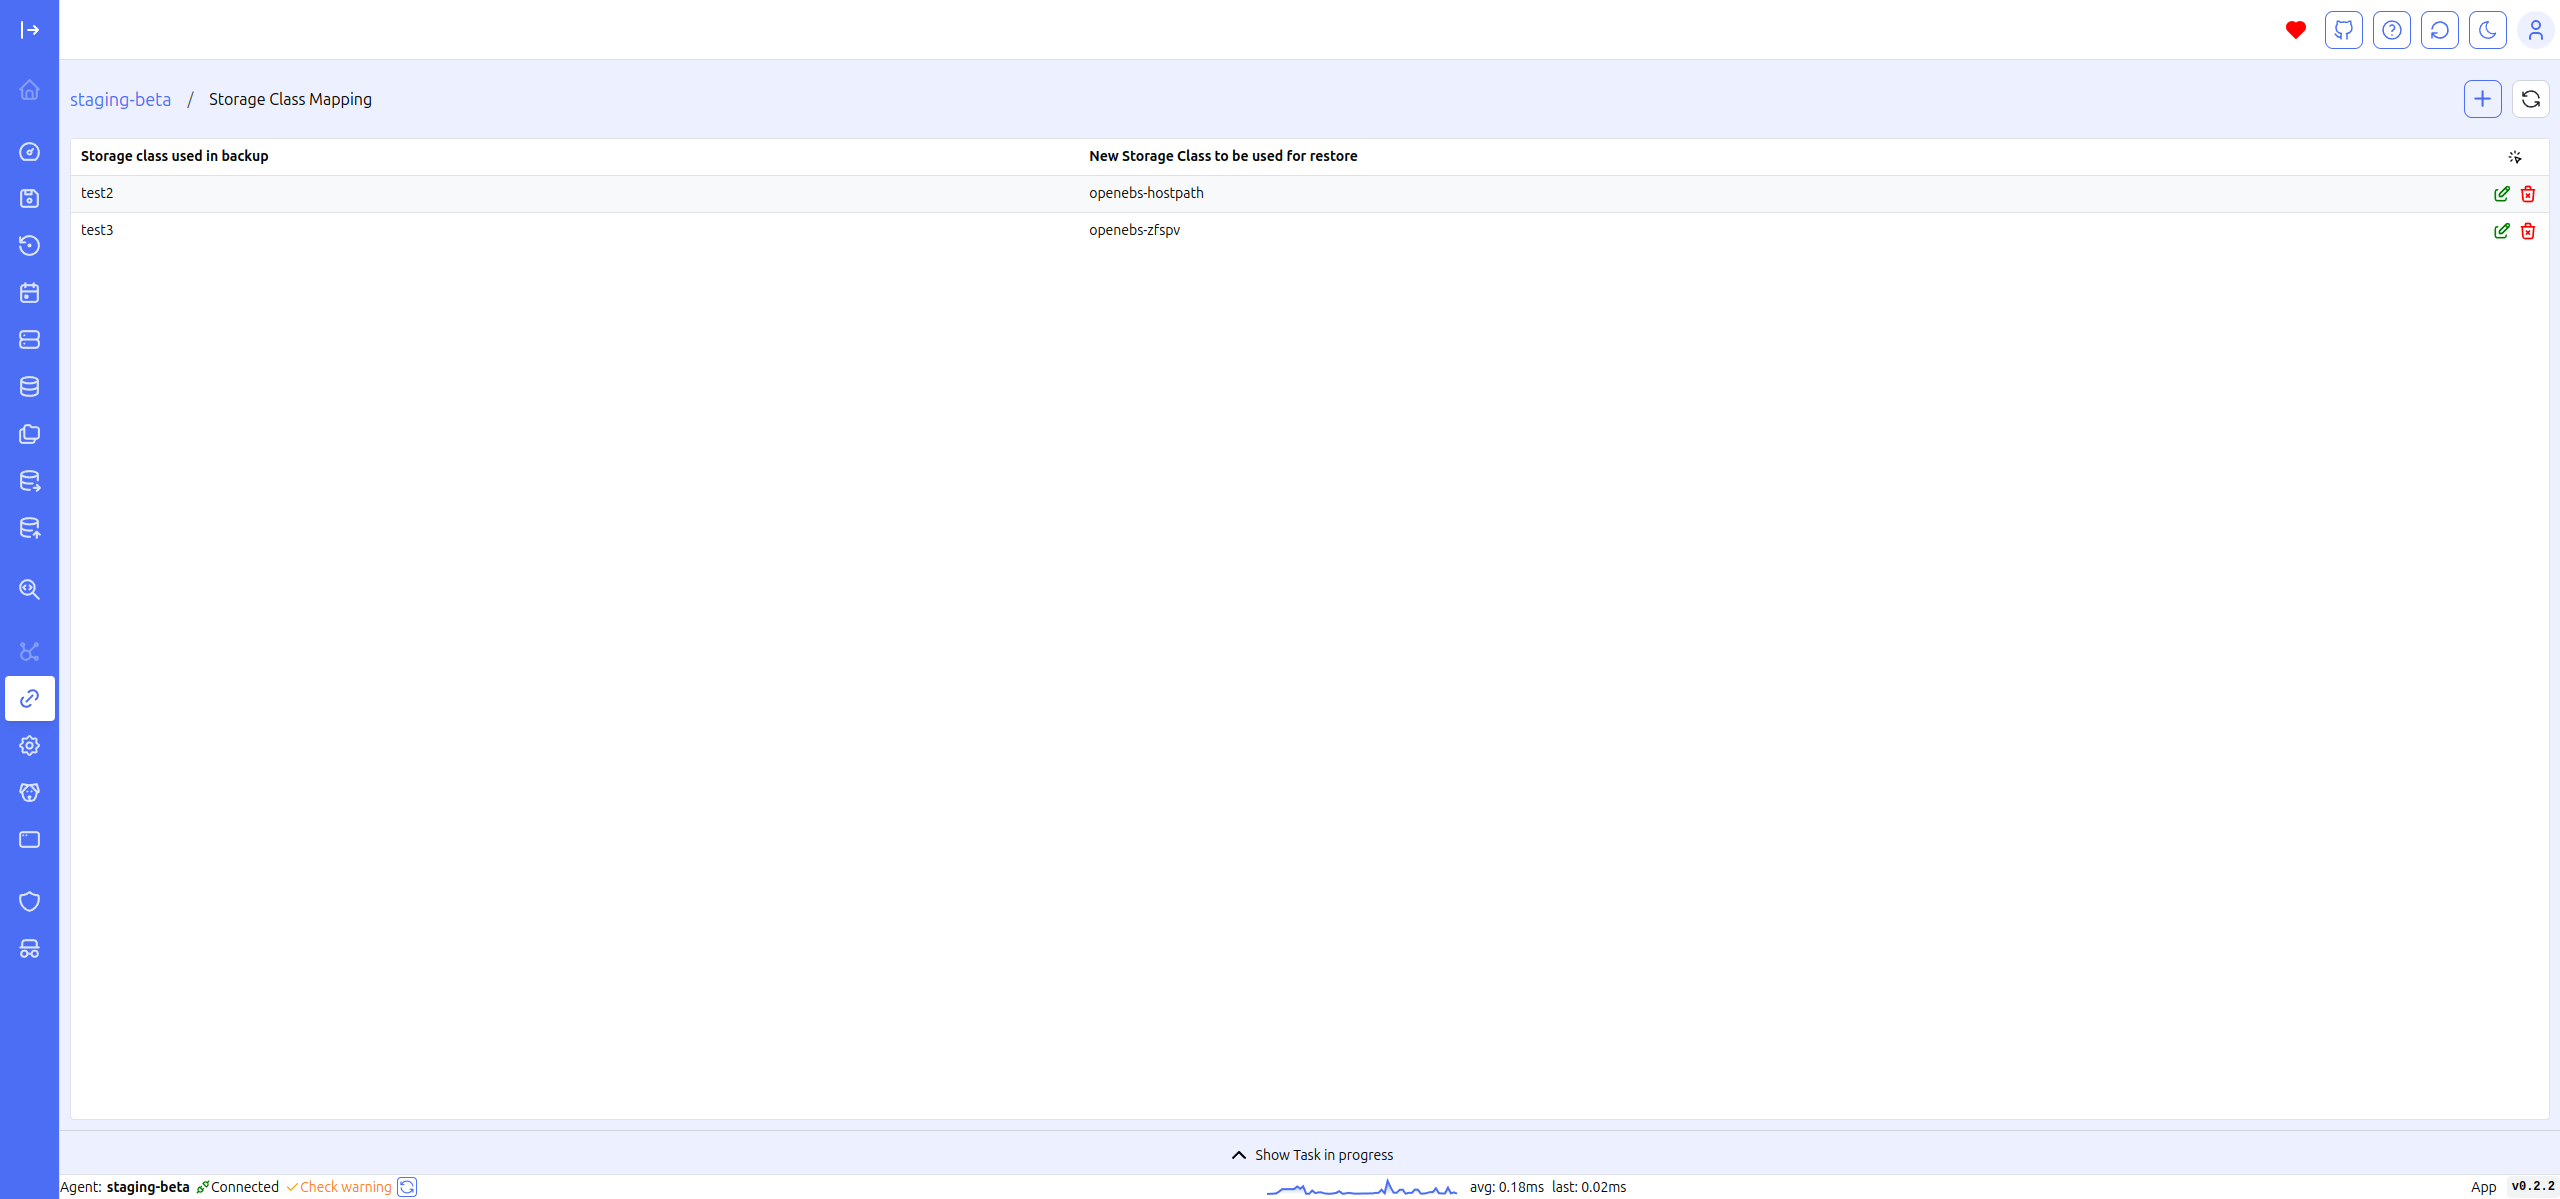 staging-beta / Storage Class Mapping
Storage class used in backup New Storage Class to be used for restore
test2 openebs-hostpath
test3 openebs-zfspv
Show Task in progress
Agent: staging-beta Connected Check warning avg: 0.18ms last: 0.02ms App v0.2.2